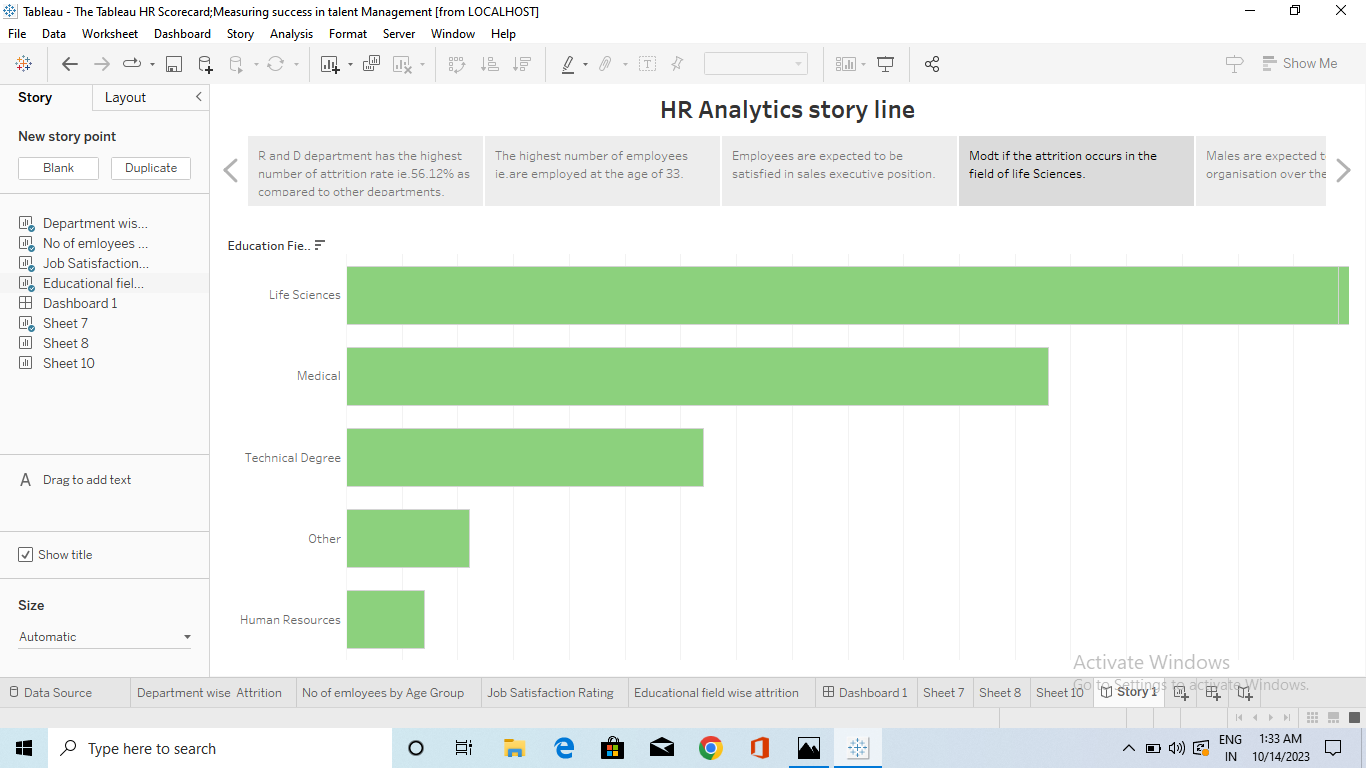 Tableau - The Tableau HR Scorecard;Measuring success in talent Management [from LOCALHOST]
File Data Worksheet Dashboard Story Analysis Format Server Window Help
Show Me
Story Layout
New story point
Blank Duplicate
Department wis...
No of emloyees ...
Job Satisfaction...
Educational fiel...
Dashboard 1
Sheet 7
Sheet 8
Sheet 10
A Drag to add text
Show title
Size
Automatic
HR Analytics story line
R and D department has the highest
number of attrition rate ie.56.12% as
compared to other departments.
The highest number of employees
ie.are employed at the age of 33.
Employees are expected to be
satisfied in sales executive position.
Modt if the attrition occurs in the
field of life Sciences.
Males are expected t
organisation over the
Education Fie..
Life Sciences
Medical
Technical Degree
Other
Human Resources
Activate Windows
Go to Settings to activate Windows.
Data Source Department wise Attrition No of emloyees by Age Group Job Satisfaction Rating Educational field wise attrition Dashboard 1 Sheet 7 Sheet 8 Sheet 10 Story 1
Type here to search
ENG
IN
1:33 AM
10/14/2023